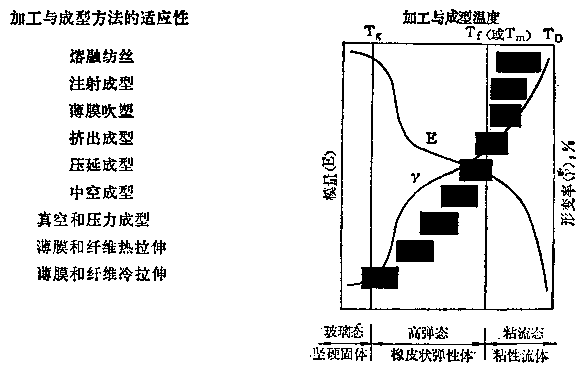 加工与成型方法的适应性
熔融纺丝
注射成型
薄膜吹塑
挤出成型
压延成型
中空成型
真空和压力成型
薄膜和纤维热拉伸
薄膜和纤维冷拉伸
加工与成型温度
Tg
Tf(或Tm)
TD
模量(E)
E
γ
形变率(γ),%
玻璃态
高弹态
粘流态
坚硬固体
橡皮状弹性体
粘性流体